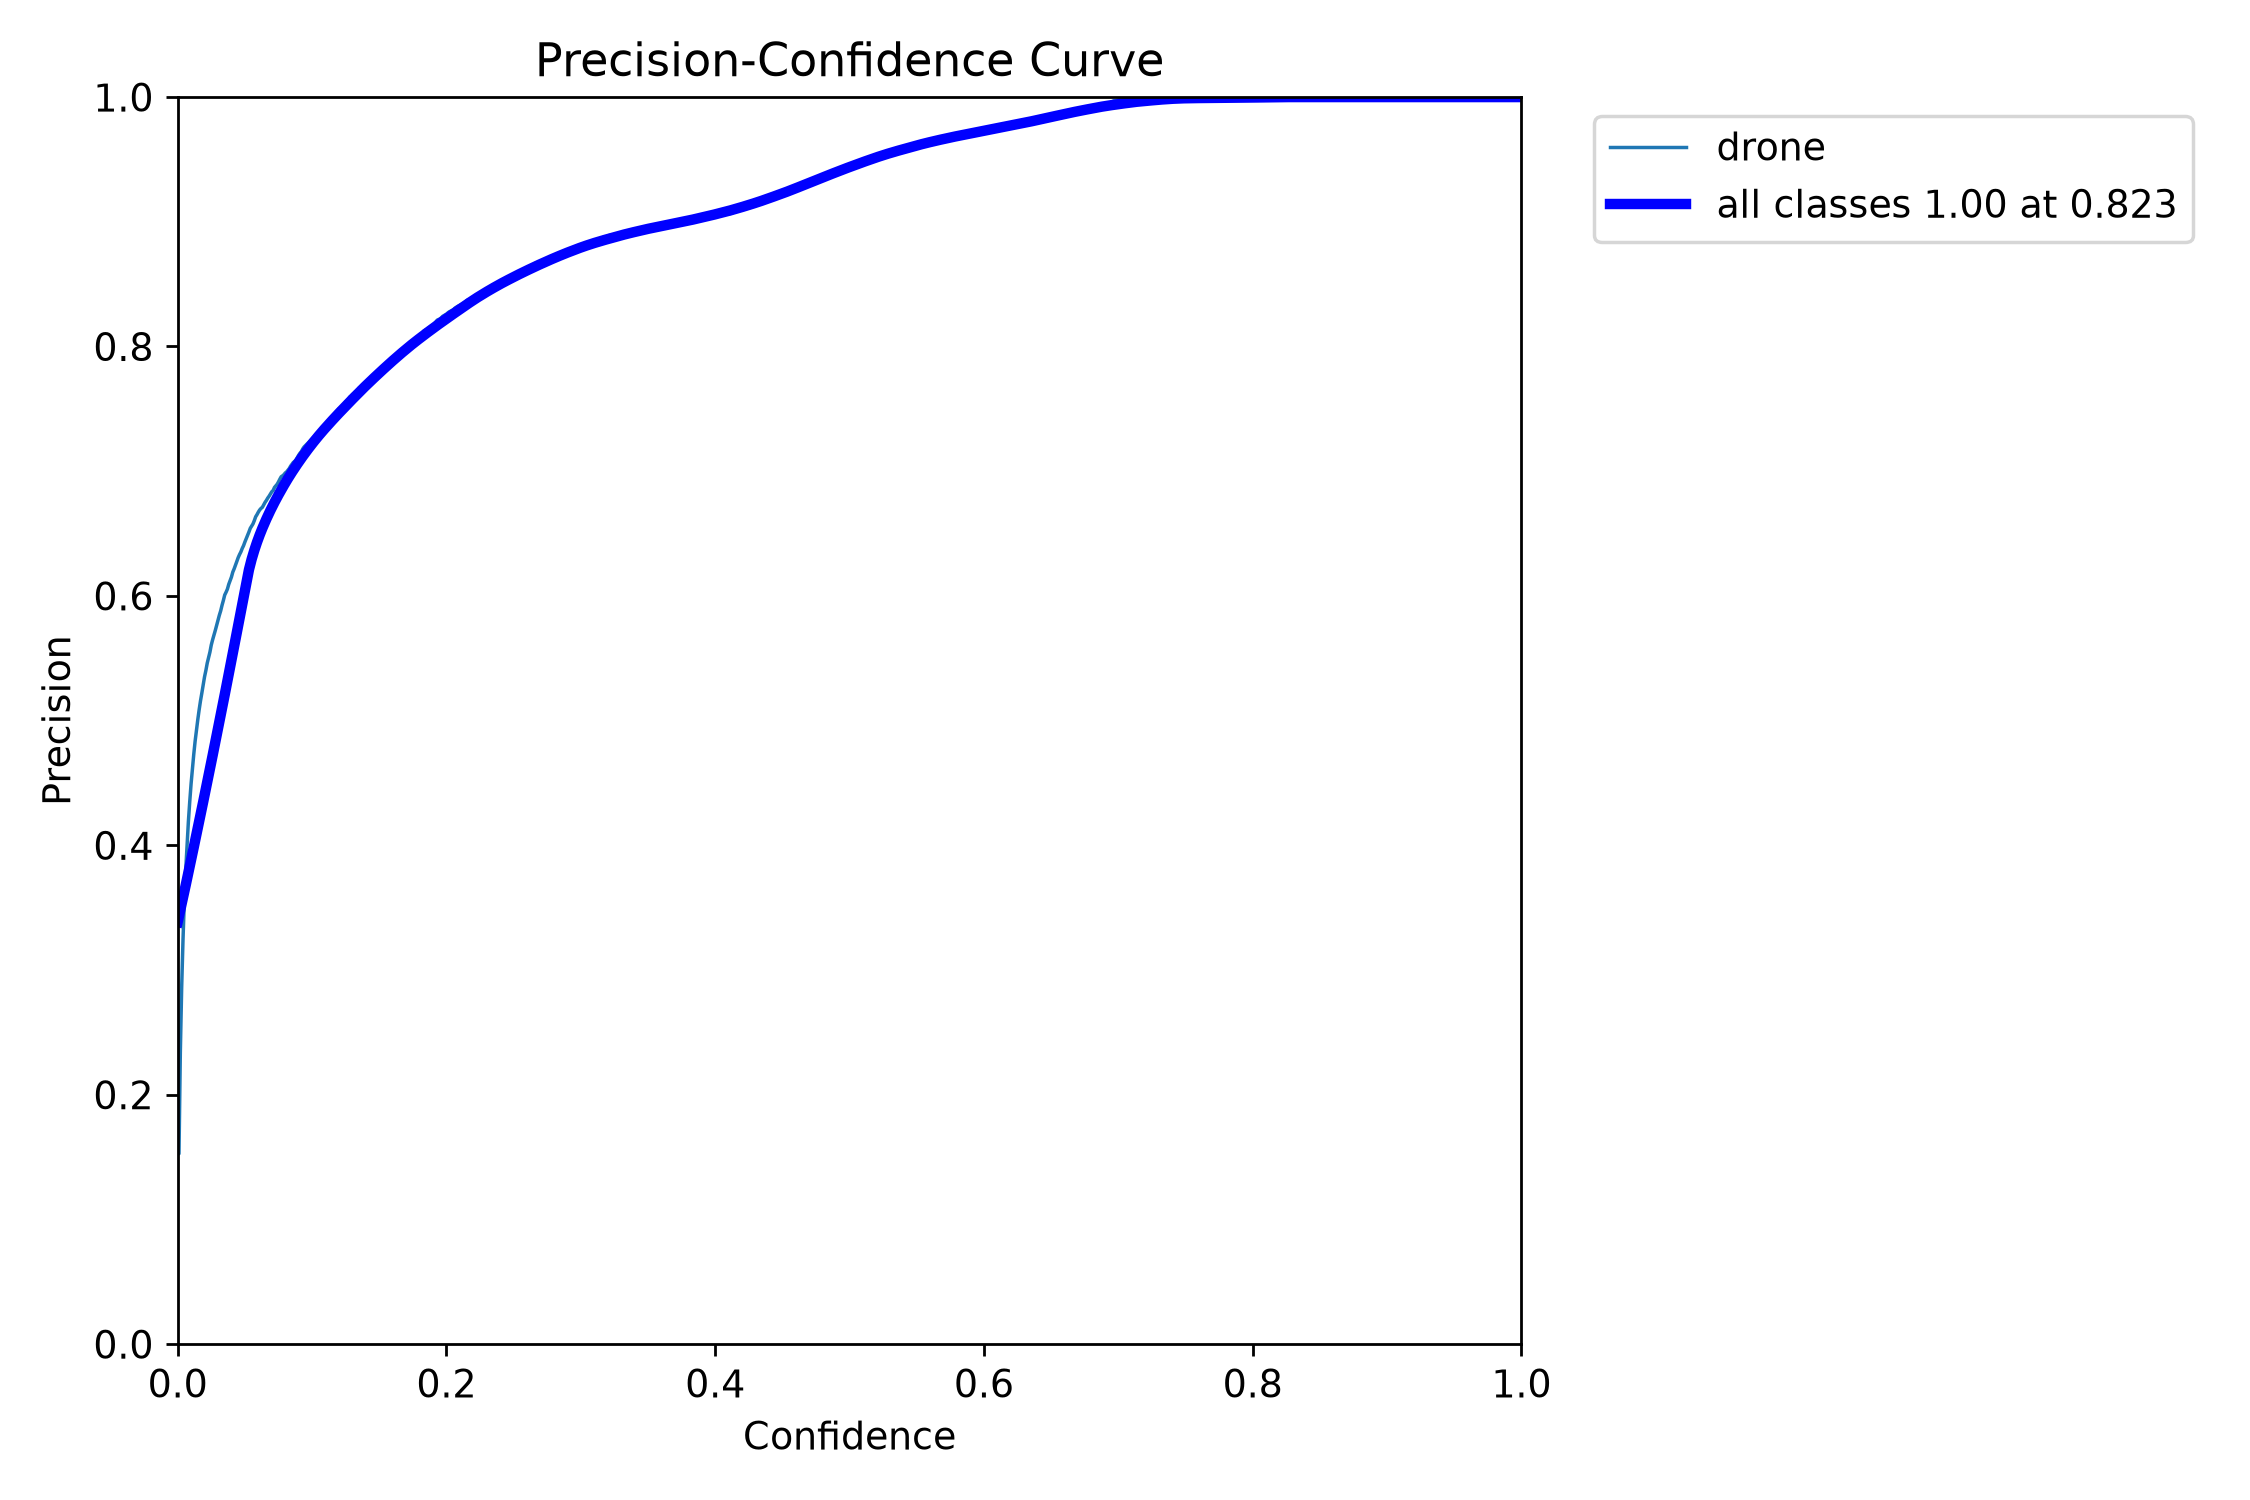 Precision-Confidence Curve
1.0
0.8
0.6
0.4
0.2
0.0
Precision
0.0 0.2 0.4 0.6 0.8 1.0
Confidence
drone
all classes 1.00 at 0.823